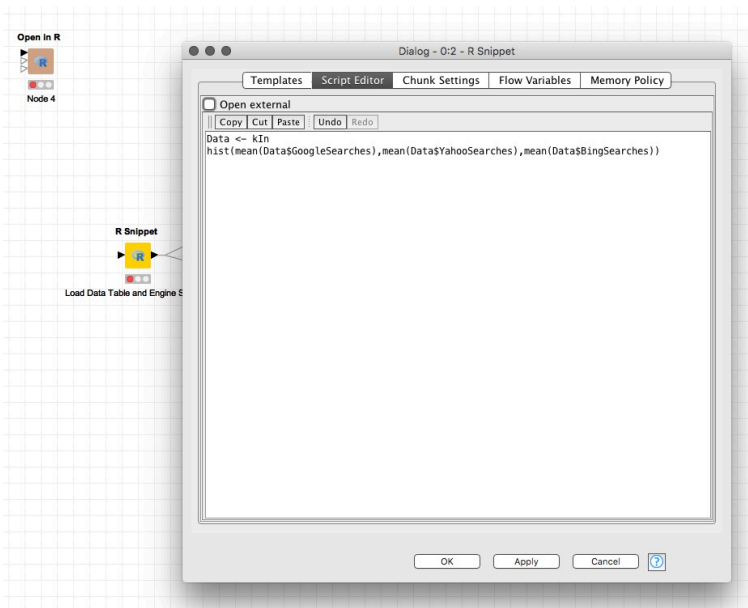 Open in R
R
Node 4
Dialog - 0:2 - R Snippet
Templates Script Editor Chunk Settings Flow Variables Memory Policy
Open external
Copy Cut Paste Undo Redo
Data <- kIn
hist(mean(Data$GoogleSearches),mean(Data$YahooSearches),mean(Data$BingSearches))
R Snippet
R
Load Data Table and Engine S
OK Apply Cancel ?